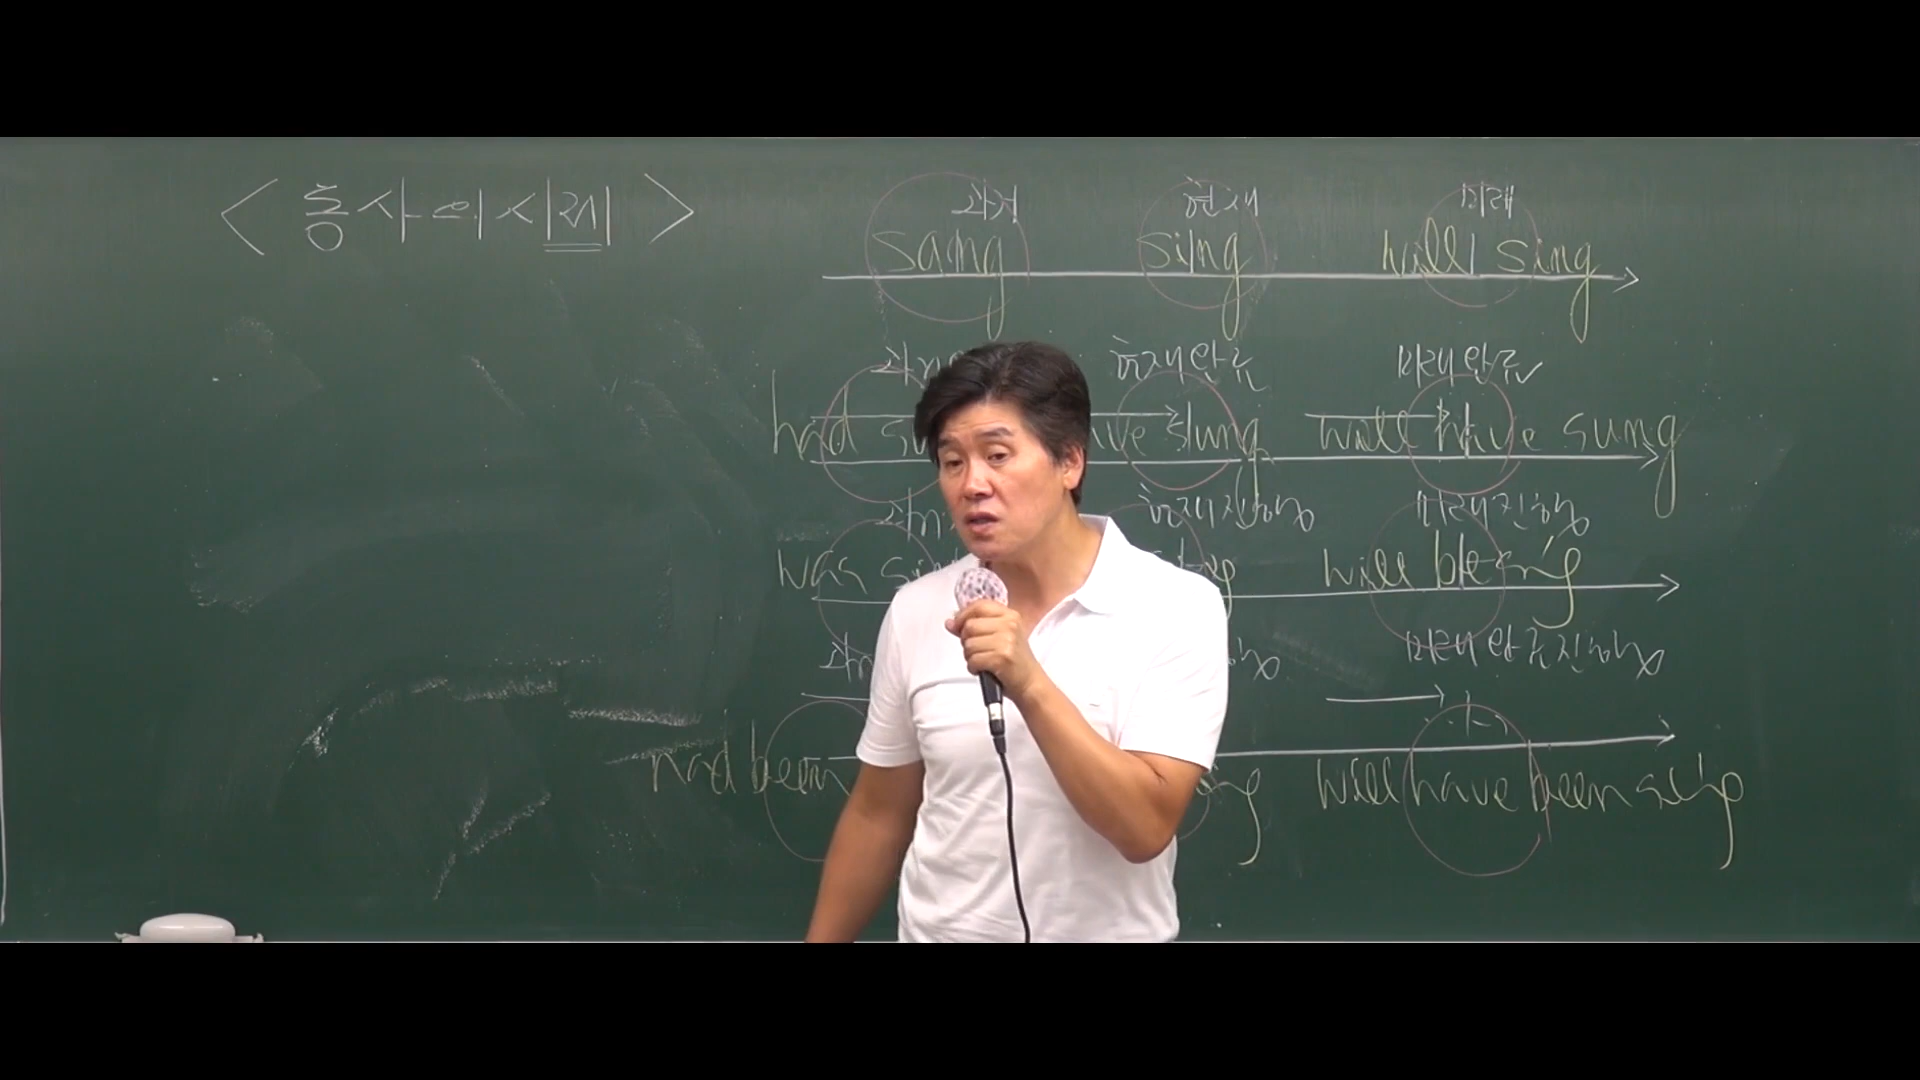 < 동사의 시제 >
과거 현재 미래
sang sing will sing
현재완료 미래완료
had have sung will have sung
현재진행 미래진행
was will be sing
미래완료진행
had been will have been sing